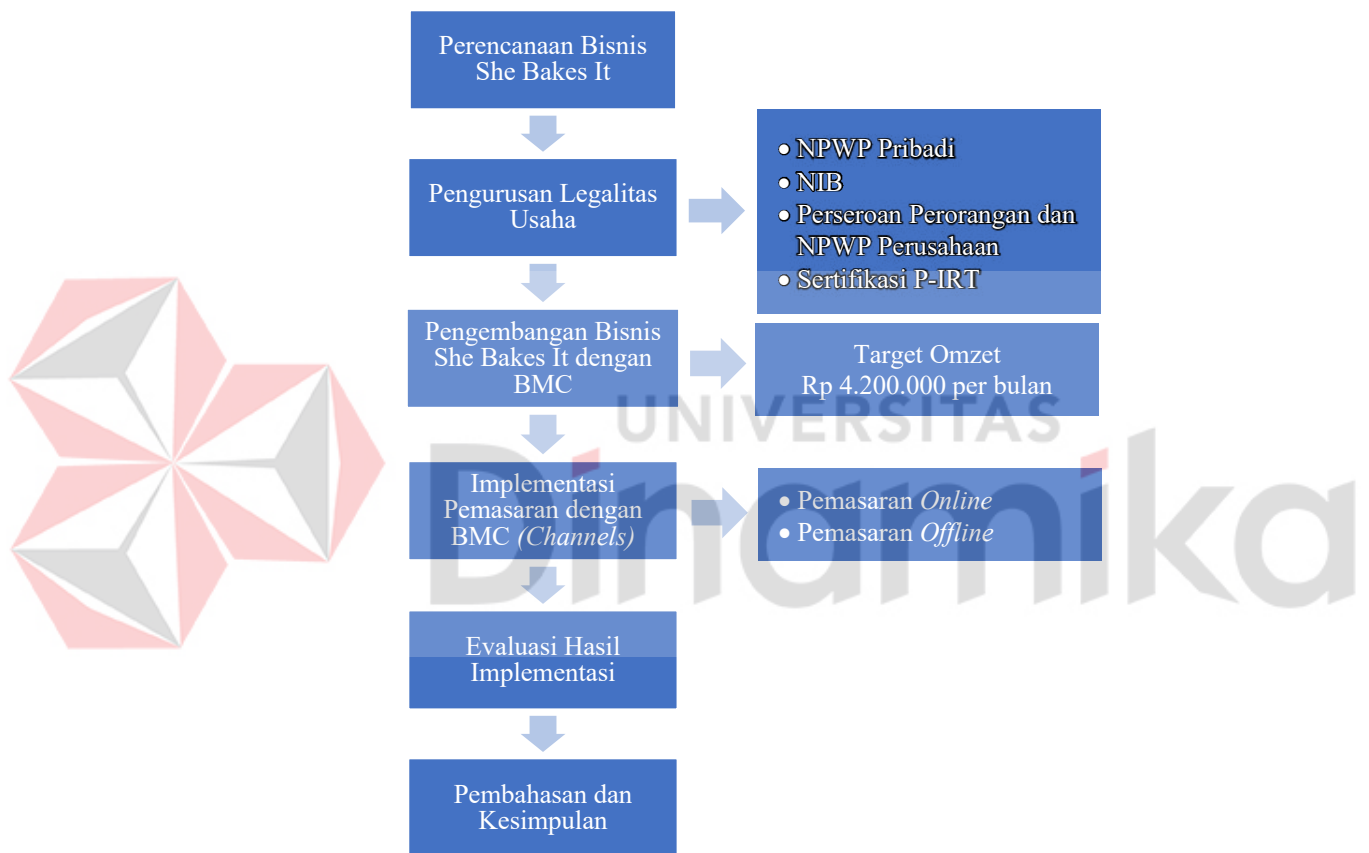 Perencanaan Bisnis
She Bakes It
Pengurusan Legalitas
Usaha
• NPWP Pribadi
• NIB
• Perseroan Perorangan dan
NPWP Perusahaan
• Sertifikasi P-IRT
Pengembangan Bisnis
She Bakes It dengan
BMC
Target Omzet
Rp 4.200.000 per bulan
UNIVERSITAS
Dinamika
Implementasi
Pemasaran dengan
BMC (Channels)
• Pemasaran Online
• Pemasaran Offline
Evaluasi Hasil
Implementasi
Pembahasan dan
Kesimpulan